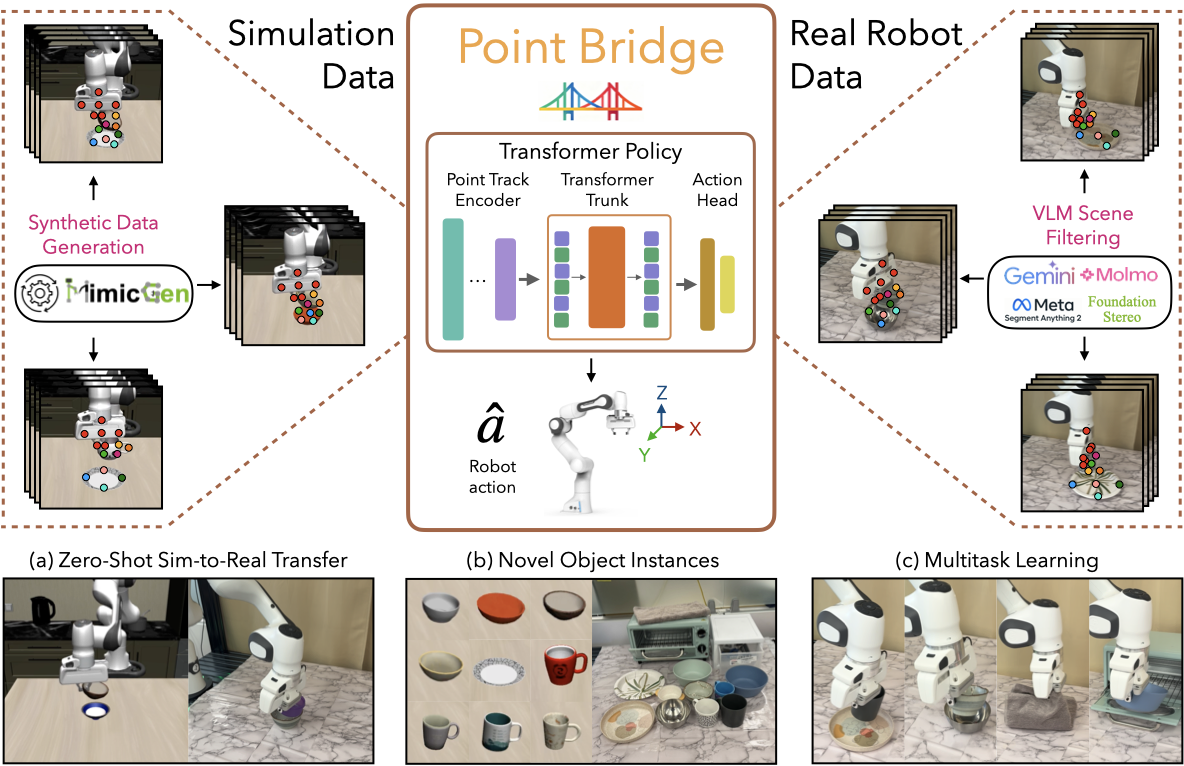 Simulation
Data
Point Bridge
Real Robot
Data
Transformer Policy
Point Track
Encoder
Transformer
Trunk
Action
Head
...
Synthetic Data
Generation
MimicGen
VLM Scene
Filtering
Gemini
Molmo
Meta
Segment Anything 2
Foundation
Stereo
â
Robot
action
Z
X
Y
(a) Zero-Shot Sim-to-Real Transfer
(b) Novel Object Instances
(c) Multitask Learning